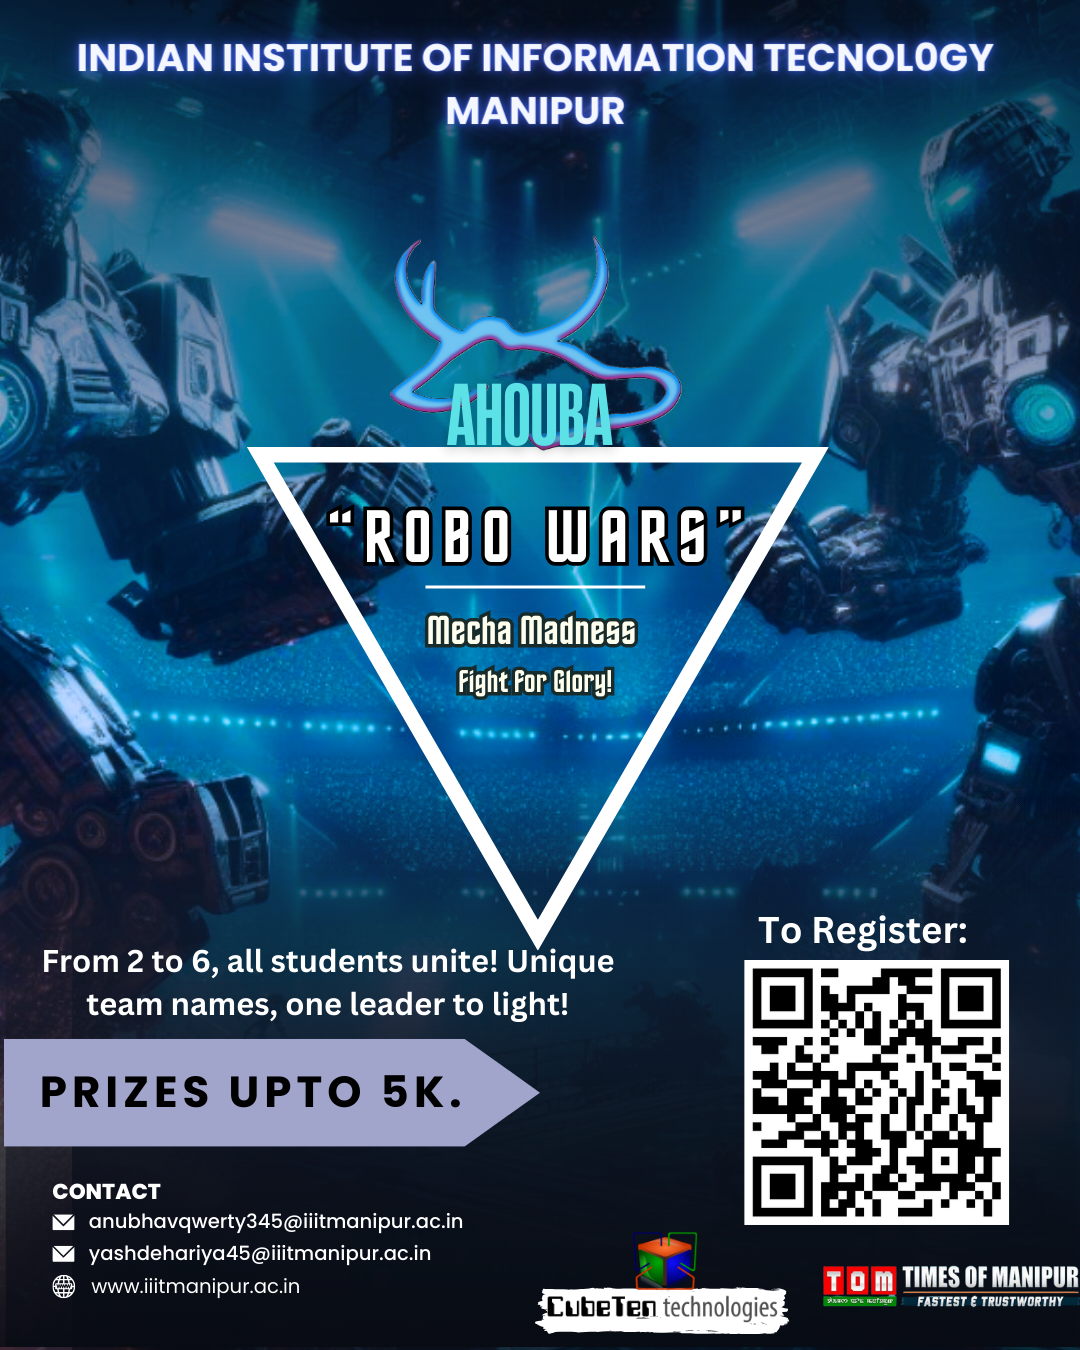 INDIAN INSTITUTE OF INFORMATION TECNOL0GY
MANIPUR
AHOUBA
“ROBO WARS”
Mecha Madness
Fight for Glory!
From 2 to 6, all students unite! Unique
team names, one leader to light!
PRIZES UPTO 5K.
To Register:
CONTACT
anubhavqwerty345@iiitmanipur.ac.in
yashdehariya45@iiitmanipur.ac.in
www.iiitmanipur.ac.in
CubeTen technologies
TOM TIMES OF MANIPUR
FASTEST & TRUSTWORTHY